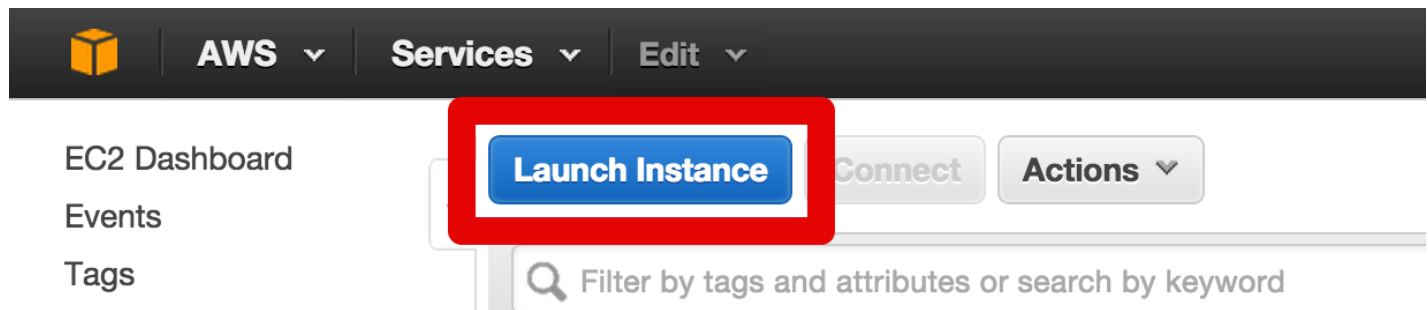 AWS Services Edit
EC2 Dashboard
Events
Tags
Launch Instance Connect Actions
Filter by tags and attributes or search by keyword